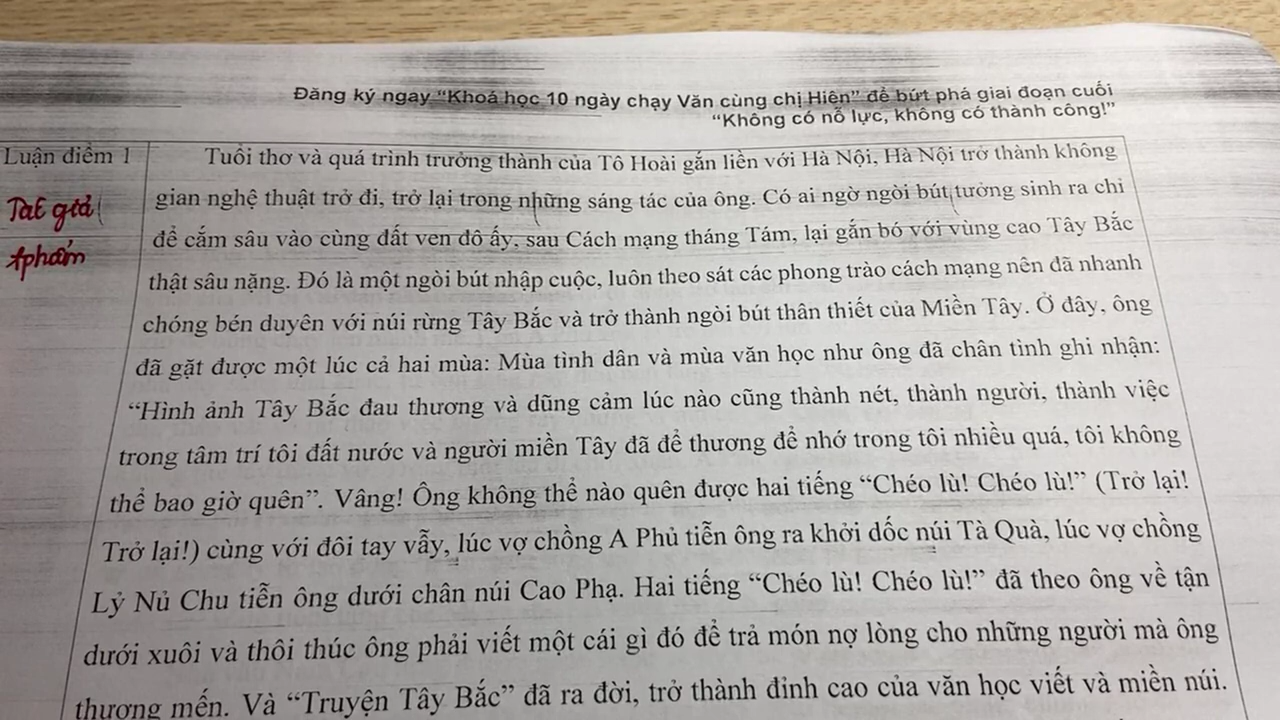 Đăng ký ngay “Khoá học 10 ngày chạy Văn cùng chị Hiên” để bứt phá giai đoạn cuối
“Không có nỗ lực, không có thành công!”
Luận điểm 1
Tác giả
tphẩm
Tuổi thơ và quá trình trưởng thành của Tô Hoài gắn liền với Hà Nội, Hà Nội trở thành không
gian nghệ thuật trở đi, trở lại trong những sáng tác của ông. Có ai ngờ ngòi bút tưởng sinh ra chỉ
để cắm sâu vào cùng đất ven đô ấy, sau Cách mạng tháng Tám, lại gắn bó với vùng cao Tây Bắc
thật sâu nặng. Đó là một ngòi bút nhập cuộc, luôn theo sát các phong trào cách mạng nên đã nhanh
chóng bén duyên với núi rừng Tây Bắc và trở thành ngòi bút thân thiết của Miền Tây. Ở đây, ông
đã gặt được một lúc cả hai mùa: Mùa tình dân và mùa văn học như ông đã chân tình ghi nhận:
“Hình ảnh Tây Bắc đau thương và dũng cảm lúc nào cũng thành nét, thành người, thành việc
trong tâm trí tôi đất nước và người miền Tây đã để thương để nhớ trong tôi nhiều quá, tôi không
thể bao giờ quên”. Vâng! Ông không thể nào quên được hai tiếng “Chéo lù! Chéo lù!” (Trở lại!
Trở lại!) cùng với đôi tay vẫy, lúc vợ chồng A Phủ tiễn ông ra khởi dốc núi Tà Quà, lúc vợ chồng
Lỳ Nủ Chu tiễn ông dưới chân núi Cao Phạ. Hai tiếng “Chéo lù! Chéo lù!” đã theo ông về tận
dưới xuôi và thôi thúc ông phải viết một cái gì đó để trả món nợ lòng cho những người mà ông
thương mến. Và “Truyện Tây Bắc” đã ra đời, trở thành đỉnh cao của văn học viết và miền núi.